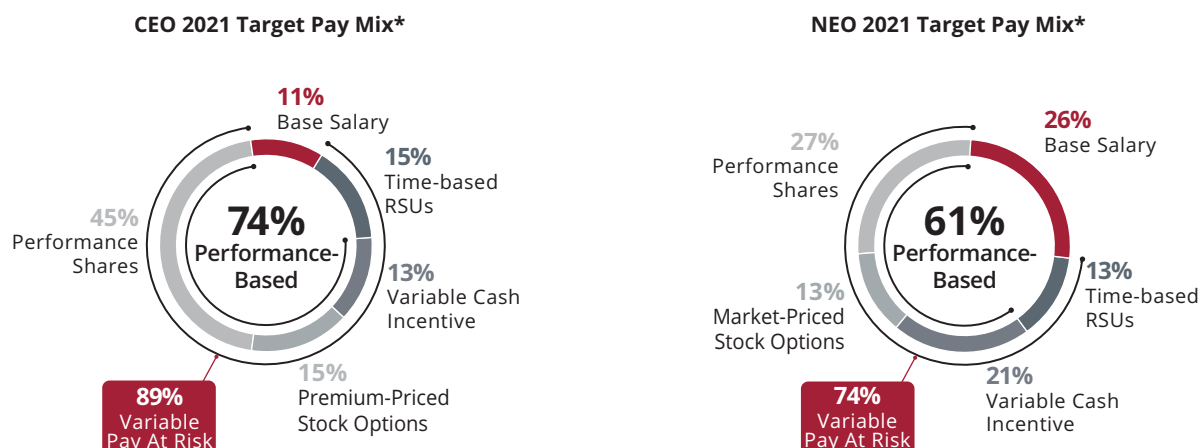 CEO 2021 Target Pay Mix*
11%
Base Salary
15%
Time-based
RSUs
13%
Variable Cash
Incentive
15%
Premium-Priced
Stock Options
45%
Performance
Shares
74%
Performance-
Based
89%
Variable
Pay At Risk
NEO 2021 Target Pay Mix*
26%
Base Salary
13%
Time-based
RSUs
21%
Variable Cash
Incentive
13%
Market-Priced
Stock Options
27%
Performance
Shares
61%
Performance-
Based
74%
Variable
Pay At Risk